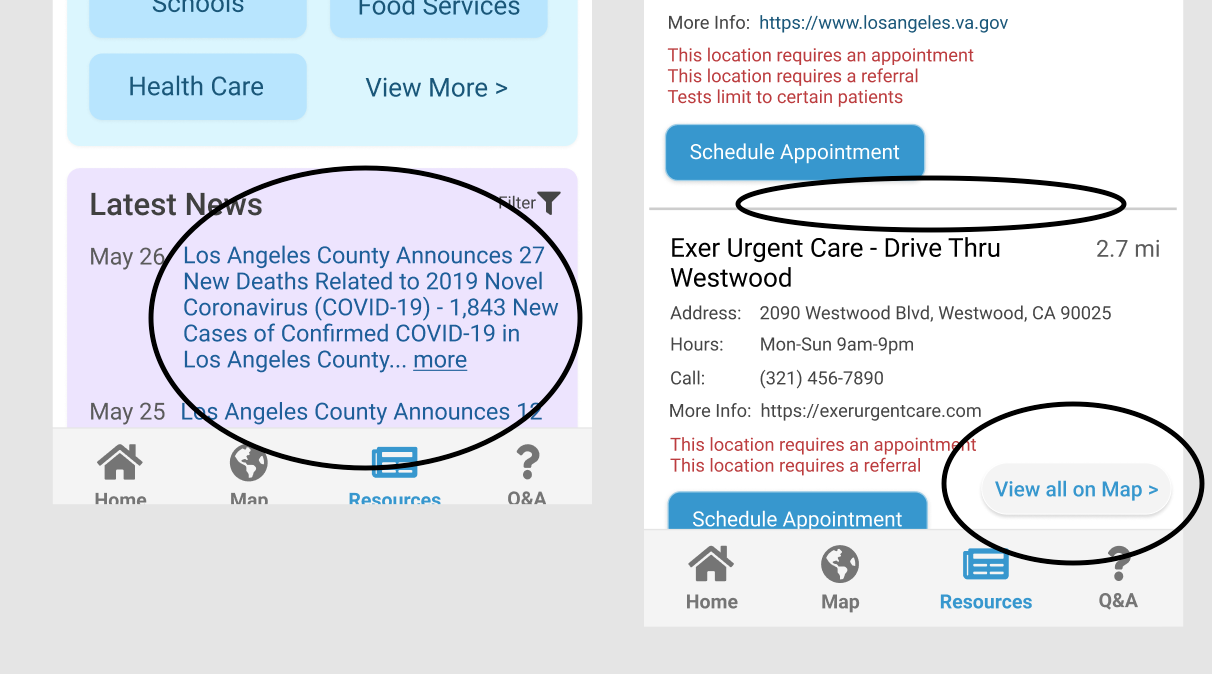 Schools
Food Services
Health Care
View More >
Latest News
Filter
May 26
Los Angeles County Announces 27
New Deaths Related to 2019 Novel
Coronavirus (COVID-19) - 1,843 New
Cases of Confirmed COVID-19 in
Los Angeles County... more
May 25
Los Angeles County Announces 12
Home
Map
Resources
Q&A
More Info: https://www.losangeles.va.gov
This location requires an appointment
This location requires a referral
Tests limit to certain patients
Schedule Appointment
Exer Urgent Care - Drive Thru
Westwood
2.7 mi
Address: 2090 Westwood Blvd, Westwood, CA 90025
Hours: Mon-Sun 9am-9pm
Call: (321) 456-7890
More Info: https://exerurgentcare.com
This location requires an appointment
This location requires a referral
View all on Map >
Schedule Appointment
Home
Map
Resources
Q&A